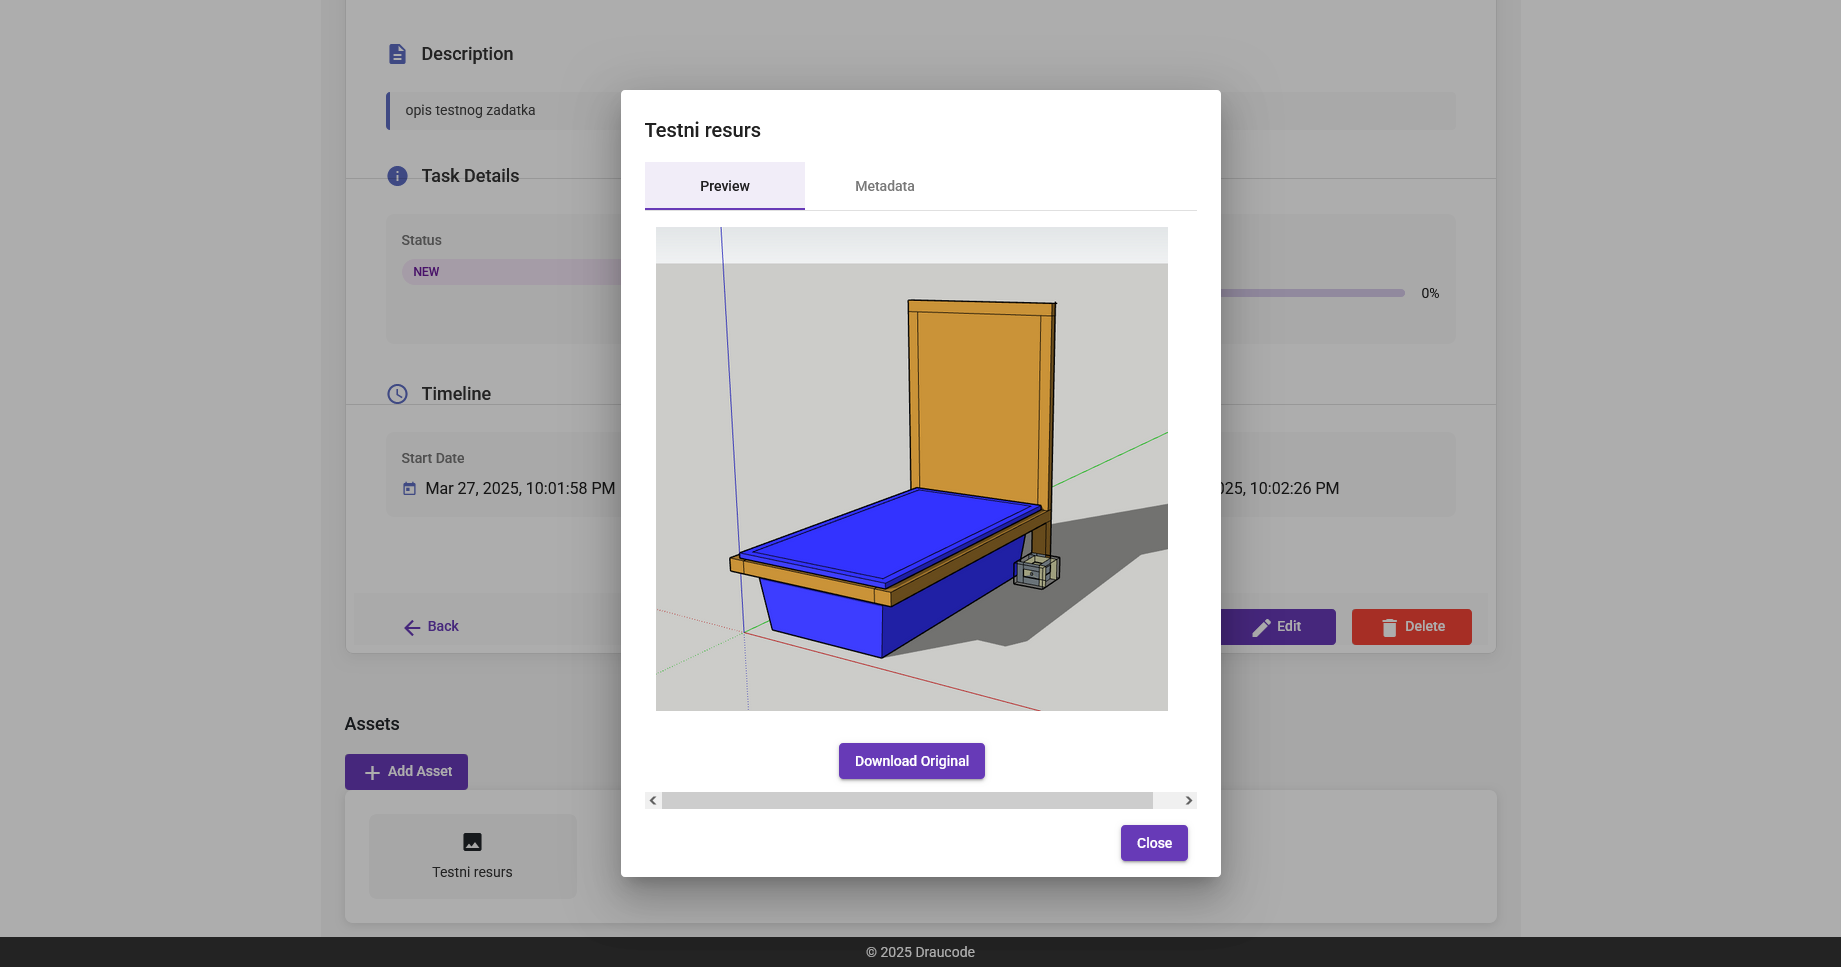 Description
opis testnog zadatka
Task Details
Status
NEW
0%
Timeline
Start Date
Mar 27, 2025, 10:01:58 PM
025, 10:02:26 PM
Back
Edit
Delete
Assets
Add Asset
Testni resurs
Testni resurs
Preview
Metadata
Download Original
Close
© 2025 Draucode